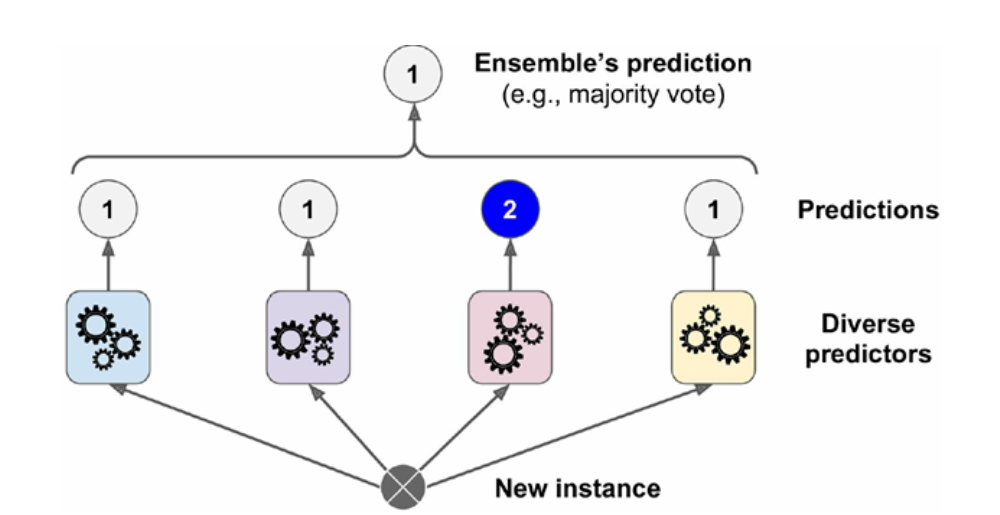 1
Ensemble’s prediction
(e.g., majority vote)
1
1
2
1
Predictions
Diverse
predictors
New instance